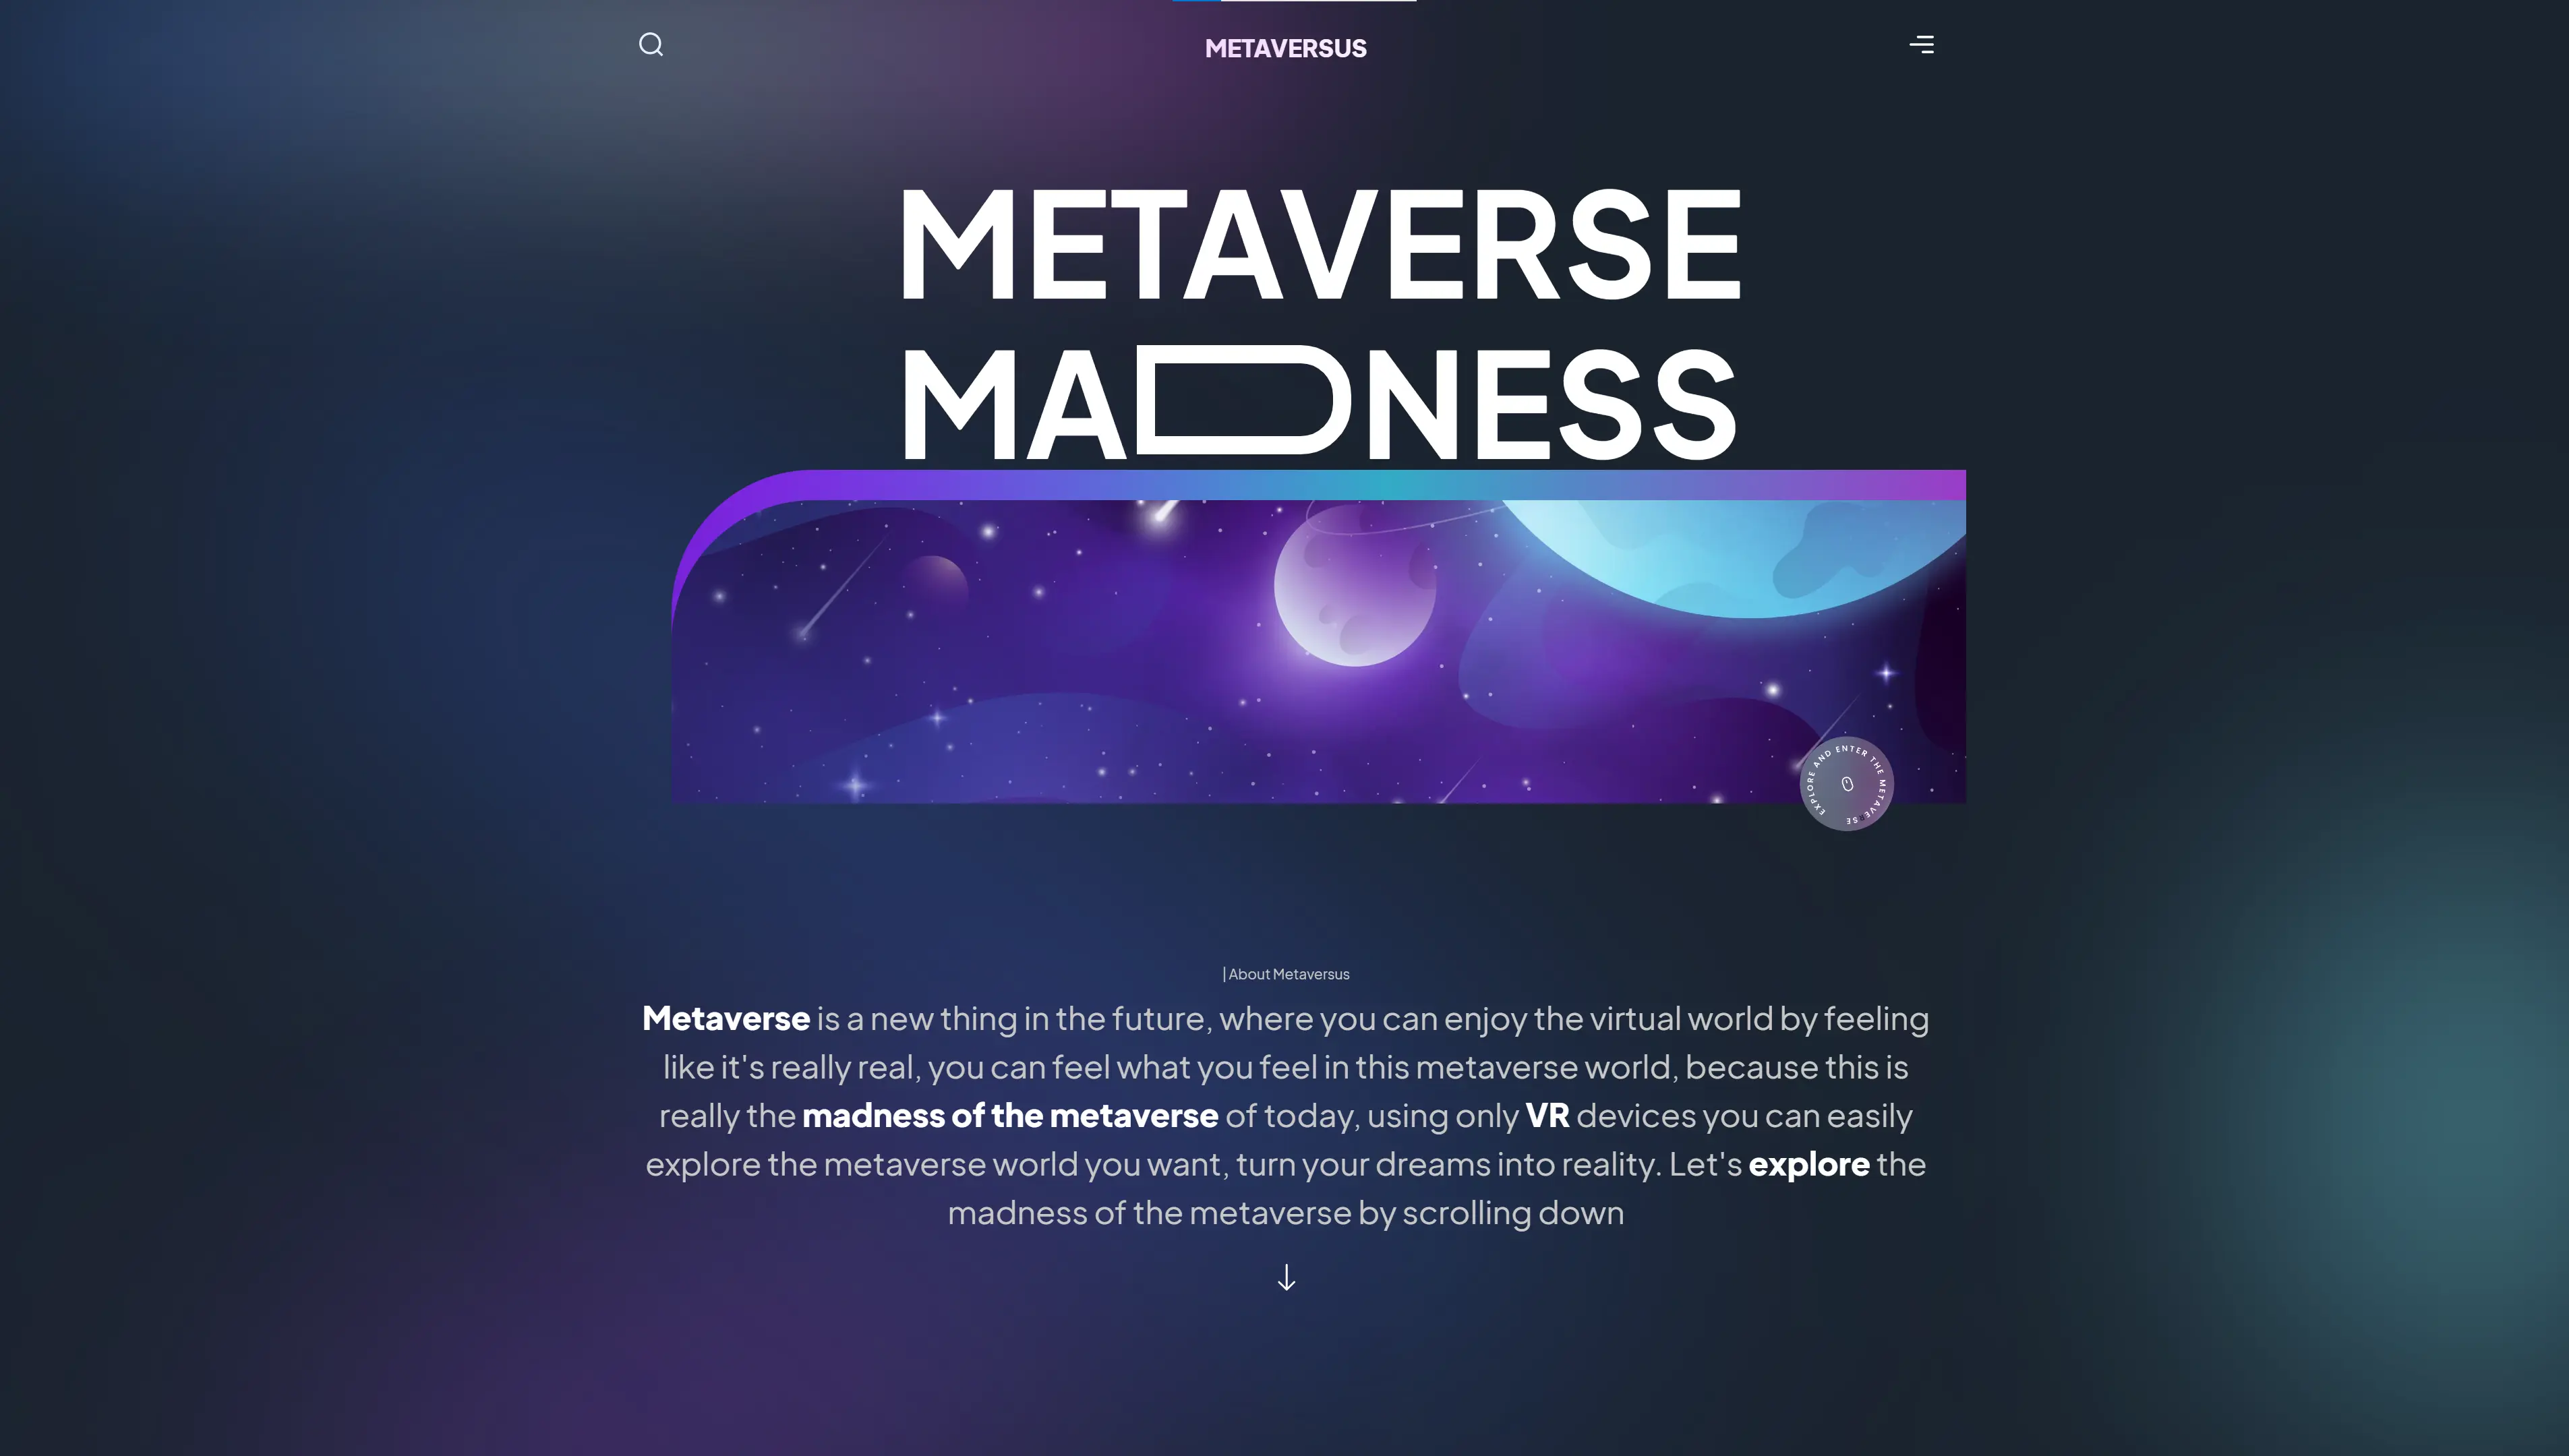 METAVERSUS
METAVERSE
MADNESS
EXPLORE AND ENTER THE METAVERSE
| About Metaversus
Metaverse is a new thing in the future, where you can enjoy the virtual world by feeling
like it's really real, you can feel what you feel in this metaverse world, because this is
really the madness of the metaverse of today, using only VR devices you can easily
explore the metaverse world you want, turn your dreams into reality. Let's explore the
madness of the metaverse by scrolling down